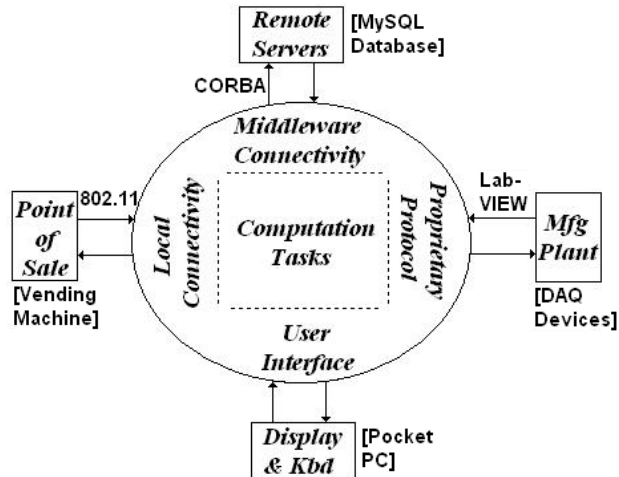 Remote
Servers
[MySQL
Database]
CORBA
Middleware
Connectivity
802.11
Point
of
Sale
[Vending
Machine]
Local
Connectivity
Computation
Tasks
Proprietary
Protocol
Lab-
VIEW
Mfg
Plant
[DAQ
Devices]
User
Interface
Display
& Kbd
[Pocket
PC]